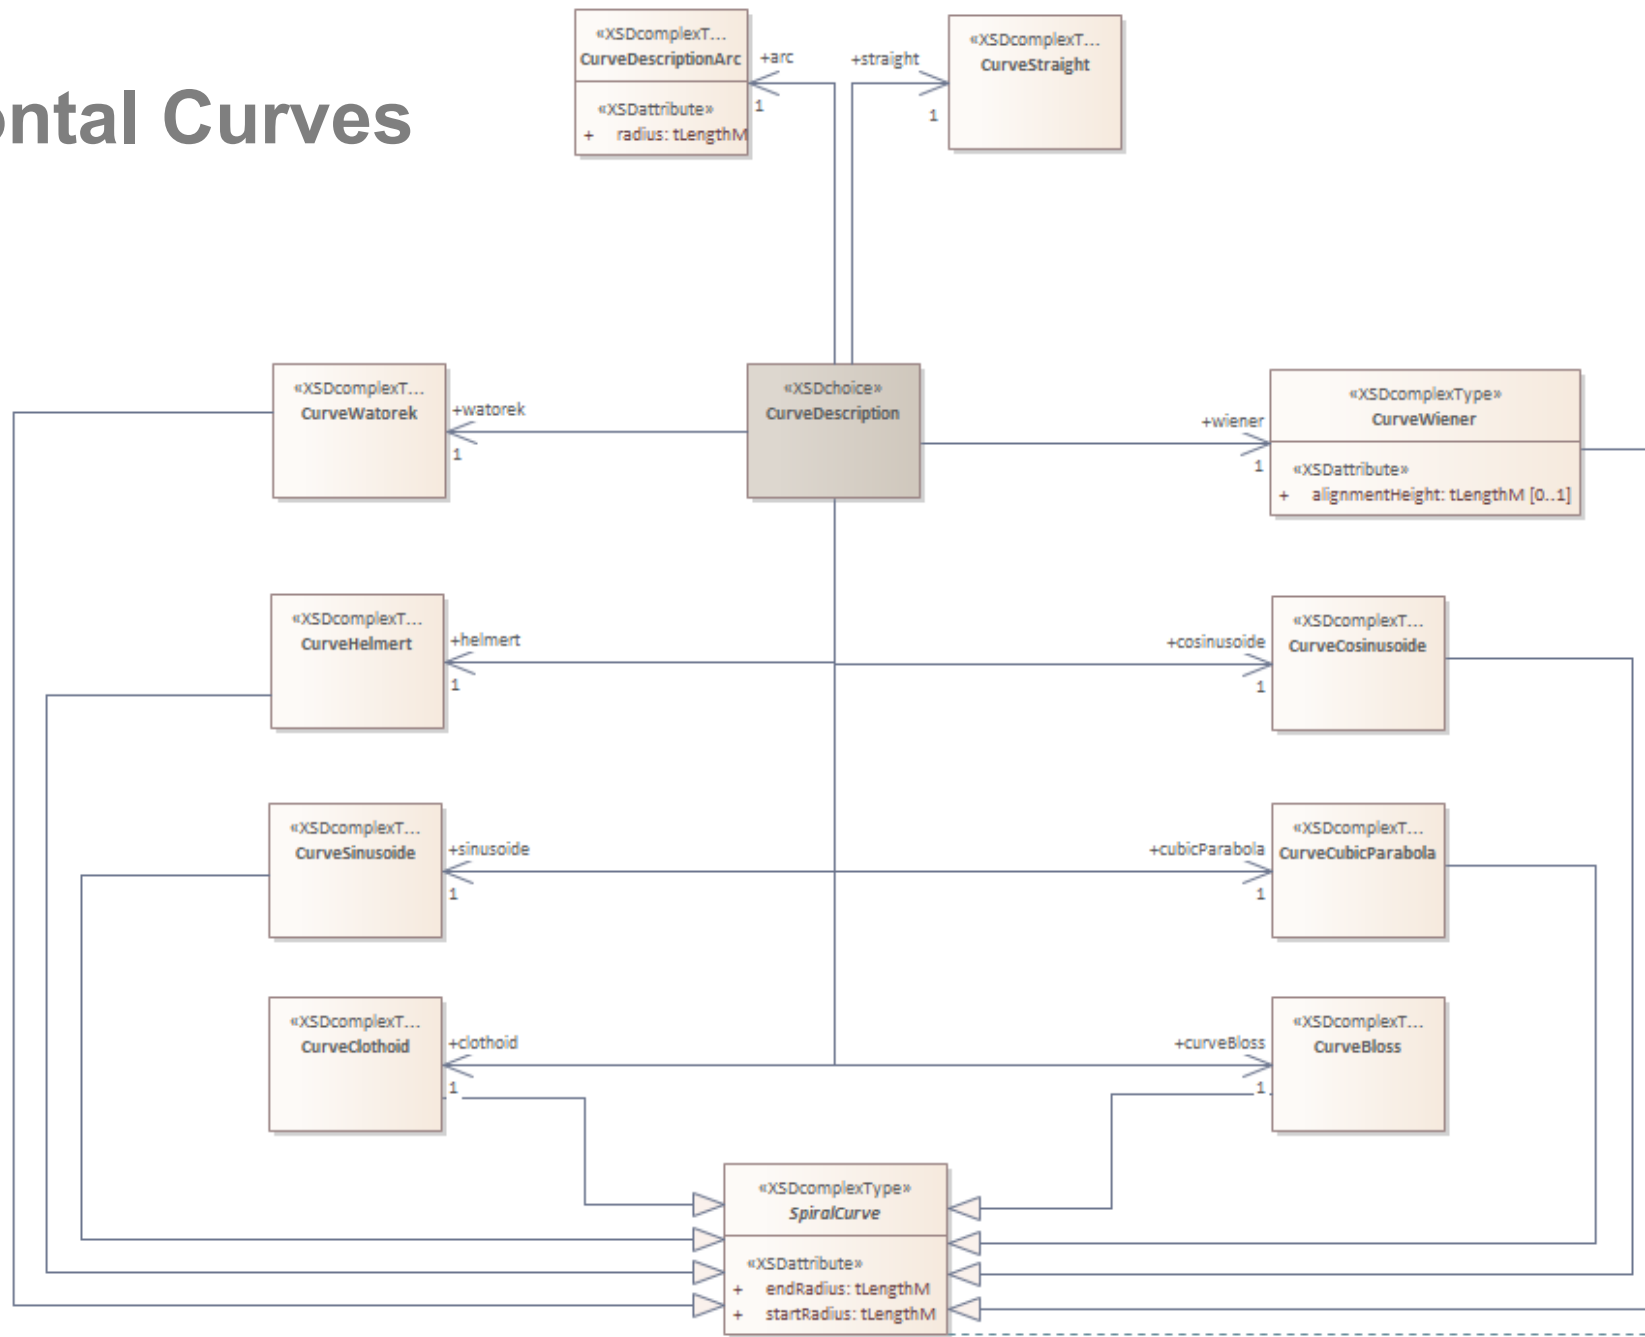 «XSDcomplexT...
CurveDescriptionArc
«XSDattribute»
+ radius: tLengthM
+arc
1
+straight
1
«XSDcomplexT...
CurveStraight
ontal Curves
«XSDcomplexT...
CurveWatorek
+watorek
1
«XSDchoice»
CurveDescription
+wiener
1
«XSDcomplexType»
CurveWiener
«XSDattribute»
+ alignmentHeight: tLengthM [0..1]
«XSDcomplexT...
CurveHelmert
+helmert
1
+cosinusoide
1
«XSDcomplexT...
CurveCosinusoide
«XSDcomplexT...
CurveSinusoide
+sinusoide
1
+cubicParabola
1
«XSDcomplexT...
CurveCubicParabola
«XSDcomplexT...
CurveClothoid
+clothoid
1
+curveBloss
1
«XSDcomplexT...
CurveBloss
«XSDcomplexType»
SpiralCurve
«XSDattribute»
+ endRadius: tLengthM
+ startRadius: tLengthM